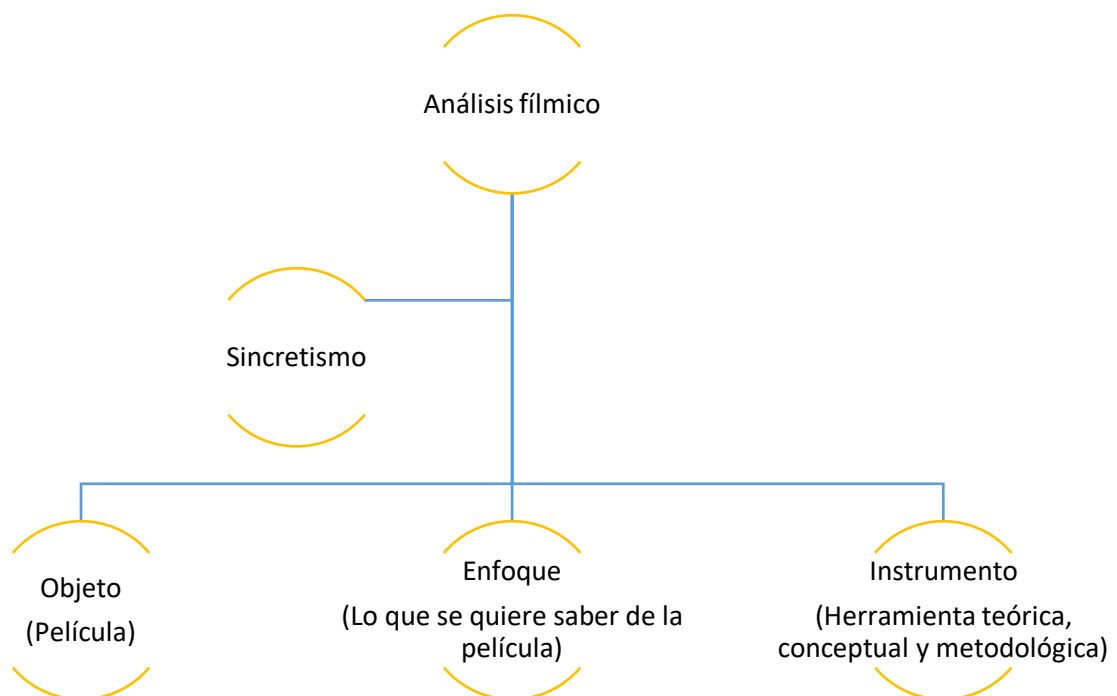 Análisis fílmico
Sincretismo
Objeto
(Película)
Enfoque
(Lo que se quiere saber de la
película)
Instrumento
(Herramienta teórica,
conceptual y metodológica)